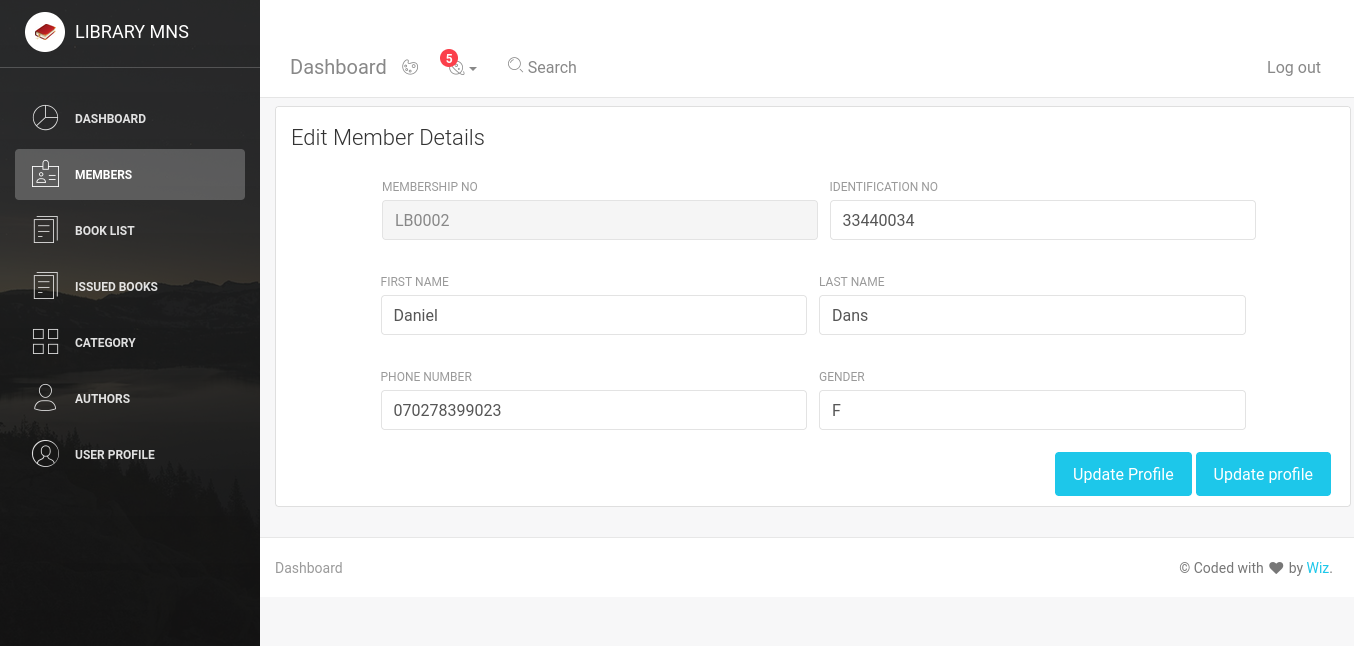 LIBRARY MNS
DASHBOARD
MEMBERS
BOOK LIST
ISSUED BOOKS
CATEGORY
AUTHORS
USER PROFILE
Dashboard 5 Search Log out
Edit Member Details
MEMBERSHIP NO IDENTIFICATION NO
LB0002 33440034
FIRST NAME LAST NAME
Daniel Dans
PHONE NUMBER GENDER
070278399023 F
Update Profile Update profile
Dashboard © Coded with ♥ by Wiz.